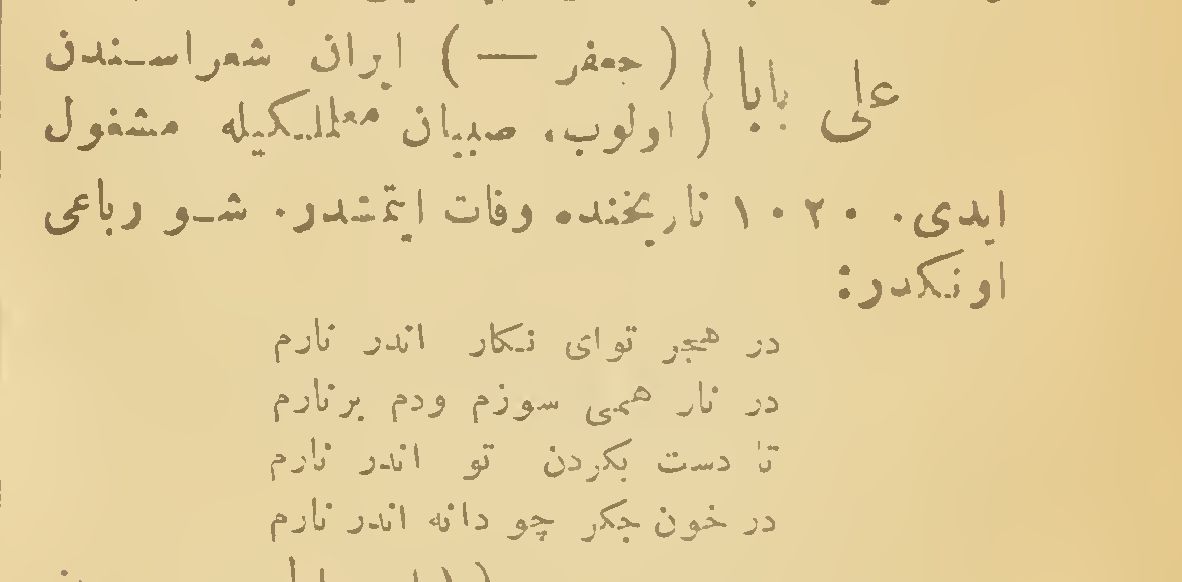 علی بابا { ( جعفر — ) ایران شعراسندن
اولوب، صبیان معلملکیله مشغول
ایدی. ۱۰۲۰ تاریخنده وفات ایتمشدر. شو رباعی
اونکدر:
در هجر توای نکار اندر نارم
در نار همی سوزم ودم برنارم
تا دست بکردن تو اندر نارم
در خون جکر چو دانه اندر نارم